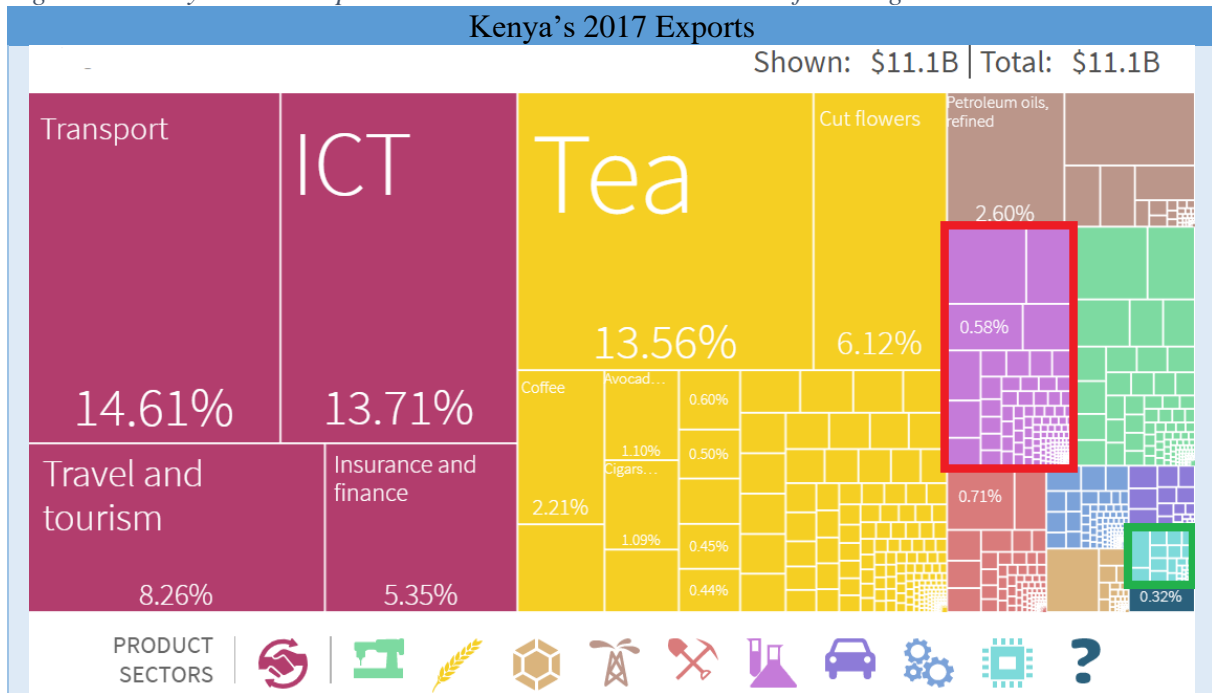 Kenya's 2017 Exports
Shown: $11.1B | Total: $11.1B
Transport
14.61%
ICT
13.71%
Travel and
tourism
8.26%
Insurance and
finance
5.35%
Tea
13.56%
Cut flowers
6.12%
Coffee
2.21%
Avocad...
1.10%
Cigars...
1.09%
0.60%
0.50%
0.45%
0.44%
Petroleum oils,
refined
2.60%
0.58%
0.71%
0.32%
PRODUCT
SECTORS
?